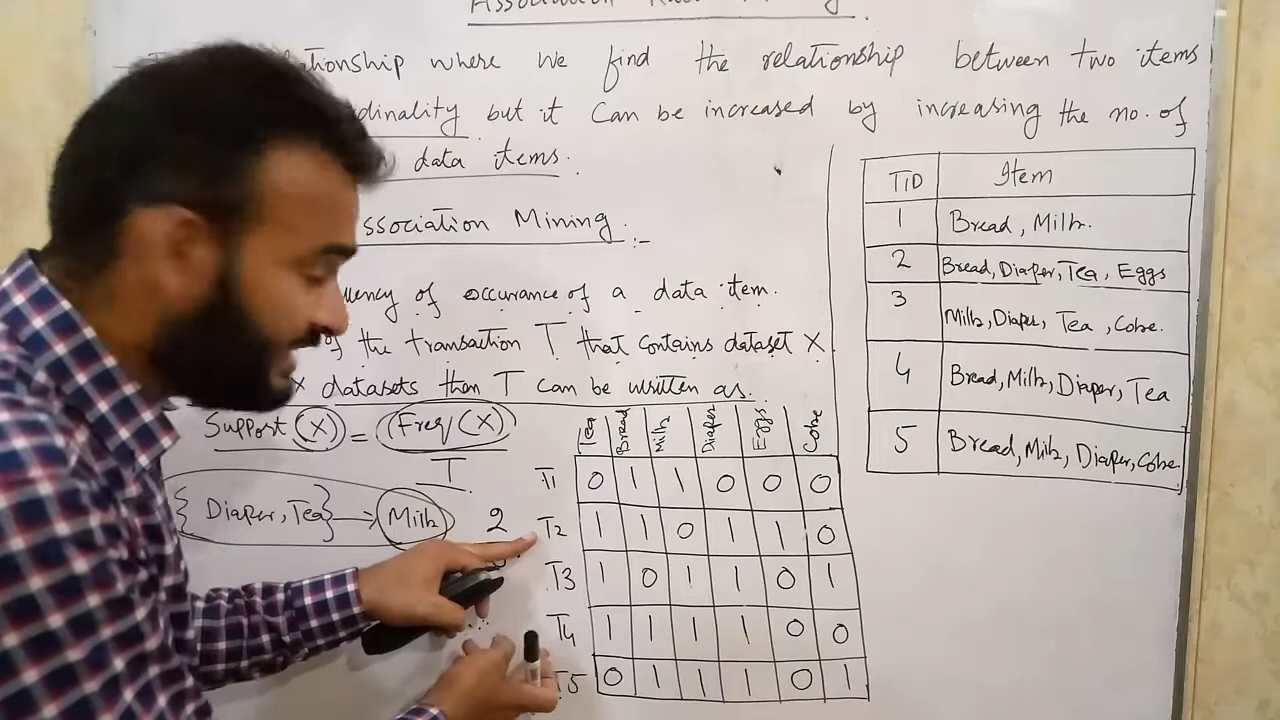 Association Rule
relationship where we find the relationship between two items
cardinality but it can be increased by increasing the no. of
data items.
Association Mining. :-
frequency of occurance of a data item.
of the transaction T that contains dataset X
X datasets then T can be written as.
Support (X) = (Freq (X))
T
{Diaper, Tea} → Milk 2
Tea Bread Milk Diaper Eggs Coke
T1 0 1 1 0 0 0
T2 1 1 0 1 1 0
T3 1 0 1 1 0 1
T4 1 1 1 1 0 0
T5 0 1 1 1 0 1
TID Item
1 Bread, Milk.
2 Bread, Diaper, Tea, Eggs
3 Milk, Diaper, Tea, Coke.
4 Bread, Milk, Diaper, Tea
5 Bread, Milk, Diaper, Coke.